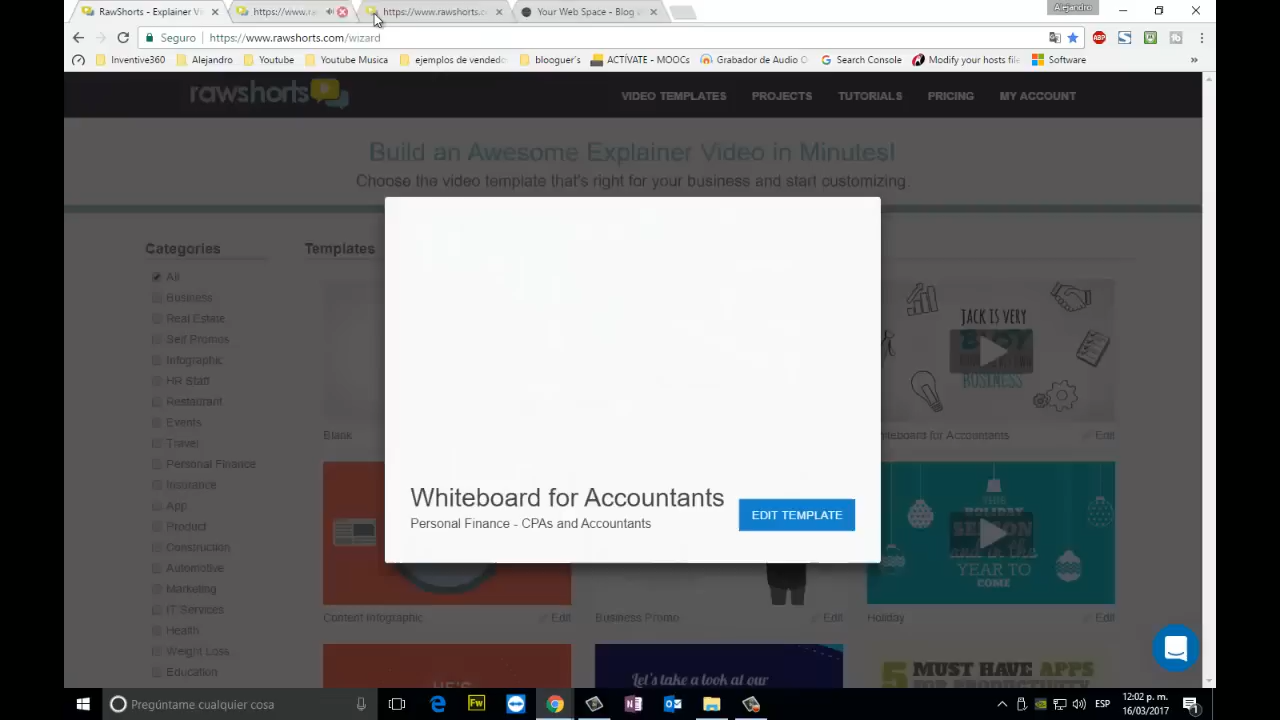 RawShorts - Explainer Vi
https://www.ra
https://www.rawshorts.c
Your Web Space - Blog
Alejandro
Seguro
https://www.rawshorts.com/wizard
ABP
Inventive360
Alejandro
Youtube
Youtube Musica
ejemplos de vendedo
bloguer's
ACTÍVATE - MOOCs
Grabador de Audio O
Search Console
Modify your hosts file
Software
rawshorts
VIDEO TEMPLATES
PROJECTS
TUTORIALS
PRICING
MY ACCOUNT
Build an Awesome Explainer Video in Minutes!
Choose the video template that's right for your business and start customizing.
Categories
Templates
All
Business
Real Estate
Self Promos
Infographic
HR Staff
Restaurant
Events
Travel
Personal Finance
Insurance
App
Product
Construction
Automotive
Marketing
IT Services
Health
Weight Loss
Education
Whiteboard for Accountants
Personal Finance - CPAs and Accountants
EDIT TEMPLATE
JACK IS VERY
BUSINESS
Blank
Accountants
Edit
THIS
HOLIDAY
SEASON
and in the
YEAR TO
COME
Content Infographic
Edit
Business Promo
Edit
Holiday
Edit
HE'S
Let's take a look at our
5 MUST HAVE APPS
Pregúntame cualquier cosa
Fw
ESP
12:02 p. m.
16/03/2017